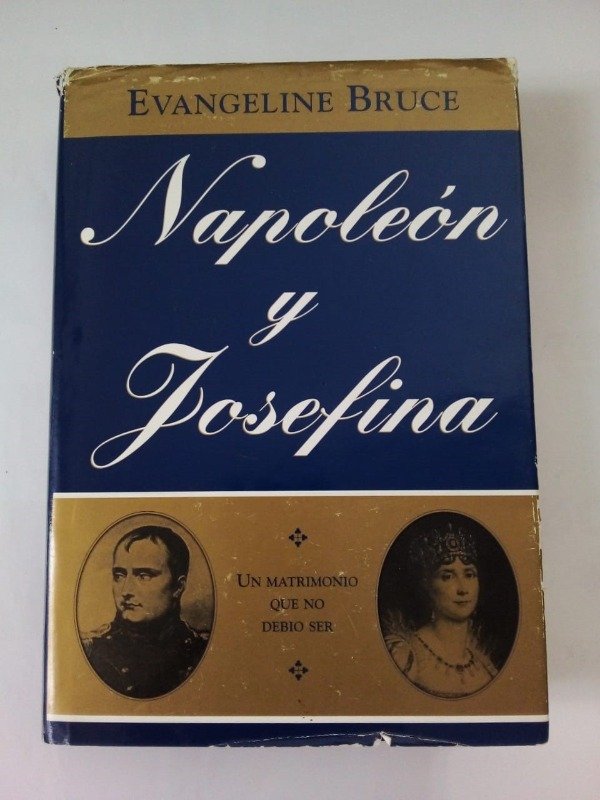 EVANGELINE BRUCE
Napoleón
y
Josefina
UN MATRIMONIO
QUE NO
DEBIO SER